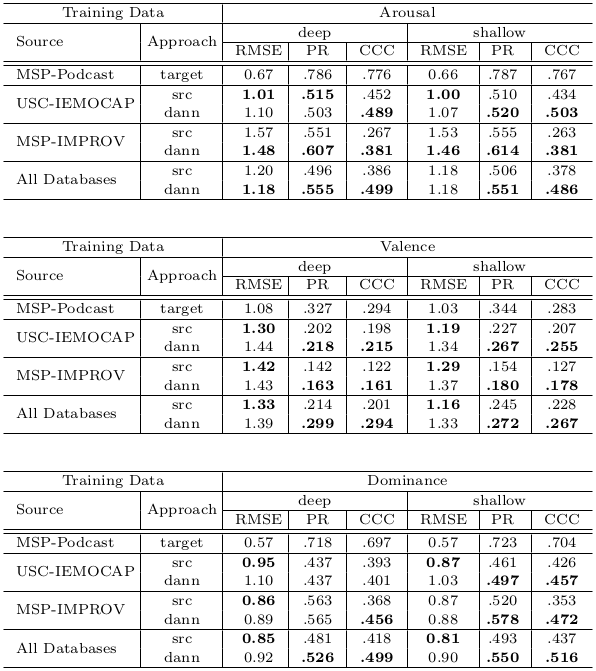 Training Data Arousal
Source Approach deep shallow
RMSE PR CCC RMSE PR CCC
MSP-Podcast target 0.67 .786 .776 0.66 .787 .767
USC-IEMOCAP src 1.01 .515 .452 1.00 .510 .434
dann 1.10 .503 .489 1.07 .520 .503
MSP-IMPROV src 1.57 .551 .267 1.53 .555 .263
dann 1.48 .607 .381 1.46 .614 .381
All Databases src 1.20 .496 .386 1.18 .506 .378
dann 1.18 .555 .499 1.18 .551 .486
Training Data Valence
Source Approach deep shallow
RMSE PR CCC RMSE PR CCC
MSP-Podcast target 1.08 .327 .294 1.03 .344 .283
USC-IEMOCAP src 1.30 .202 .198 1.19 .227 .207
dann 1.44 .218 .215 1.34 .267 .255
MSP-IMPROV src 1.42 .142 .122 1.29 .154 .127
dann 1.43 .163 .161 1.37 .180 .178
All Databases src 1.33 .214 .201 1.16 .245 .228
dann 1.39 .299 .294 1.33 .272 .267
Training Data Dominance
Source Approach deep shallow
RMSE PR CCC RMSE PR CCC
MSP-Podcast target 0.57 .718 .697 0.57 .723 .704
USC-IEMOCAP src 0.95 .437 .393 0.87 .461 .426
dann 1.10 .437 .401 1.03 .497 .457
MSP-IMPROV src 0.86 .563 .368 0.87 .520 .353
dann 0.89 .565 .456 0.88 .578 .472
All Databases src 0.85 .481 .418 0.81 .493 .437
dann 0.92 .526 .499 0.90 .550 .516